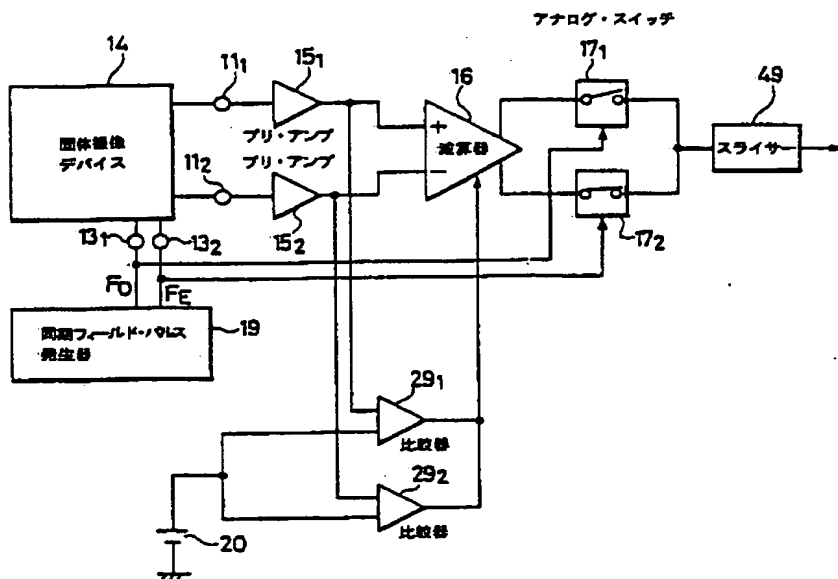 アナログ・スイッチ
14
11₁
15₁
16
17₁
49
固体撮像
デバイス
プリ・アンプ
減算器
スライサー
+
−
11₂
プリ・アンプ
15₂
17₂
13₁
13₂
F₀
Fᴇ
同期フィールド・パルス
発生器
19
29₁
比較器
29₂
比較器
20